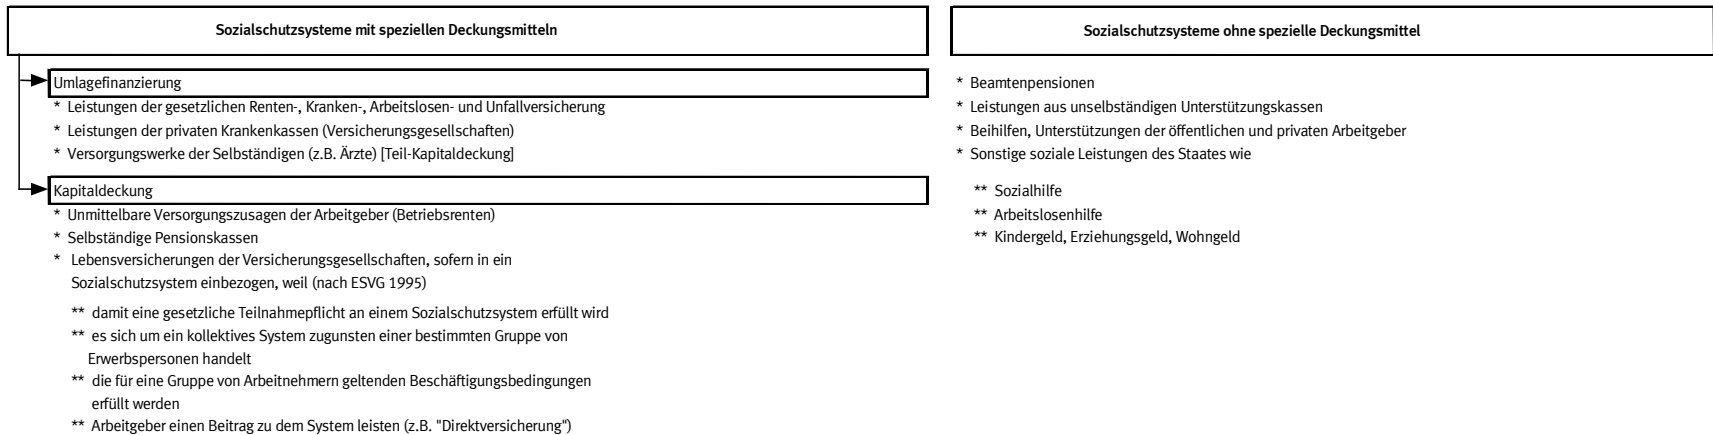 Sozialschutzsysteme mit speziellen Deckungsmitteln
Umlagefinanzierung
* Leistungen der gesetzlichen Renten-, Kranken-, Arbeitslosen- und Unfallversicherung
* Leistungen der privaten Krankenkassen (Versicherungsgesellschaften)
* Versorgungswerke der Selbständigen (z.B. Ärzte) [Teil-Kapitaldeckung]
Kapitaldeckung
* Unmittelbare Versorgungszusagen der Arbeitgeber (Betriebsrenten)
* Selbständige Pensionskassen
* Lebensversicherungen der Versicherungsgesellschaften, sofern in ein
Sozialschutzsystem einbezogen, weil (nach ESVG 1995)
** damit eine gesetzliche Teilnahmepflicht an einem Sozialschutzsystem erfüllt wird
** es sich um ein kollektives System zugunsten einer bestimmten Gruppe von
Erwerbspersonen handelt
** die für eine Gruppe von Arbeitnehmern geltenden Beschäftigungsbedingungen
erfüllt werden
** Arbeitgeber einen Beitrag zu dem System leisten (z.B. "Direktversicherung")
Sozialschutzsysteme ohne spezielle Deckungsmittel
* Beamtenpensionen
* Leistungen aus unselbständigen Unterstützungskassen
* Beihilfen, Unterstützungen der öffentlichen und privaten Arbeitgeber
* Sonstige soziale Leistungen des Staates wie
** Sozialhilfe
** Arbeitslosenhilfe
** Kindergeld, Erziehungsgeld, Wohngeld